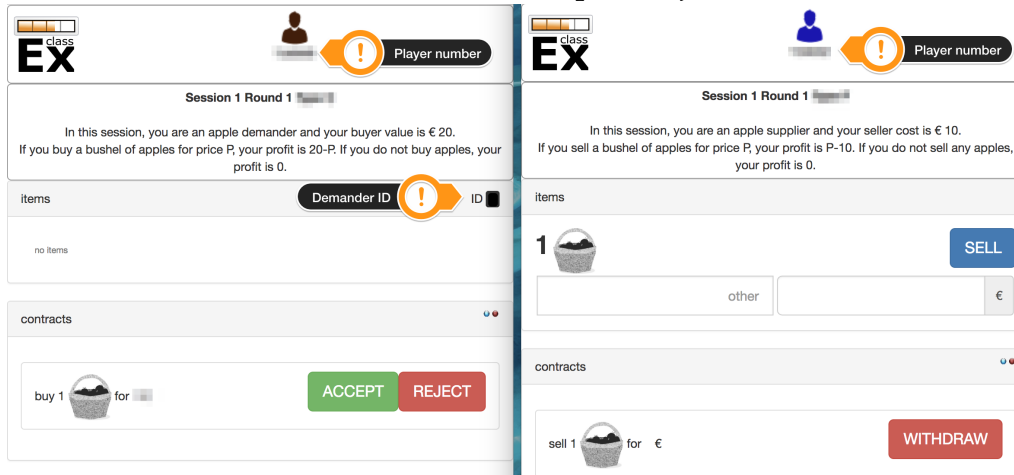 class
Ex
! Player number
Session 1 Round 1
In this session, you are an apple demander and your buyer value is € 20.
If you buy a bushel of apples for price P, your profit is 20-P. If you do not buy apples, your
profit is 0.
items
Demander ID ! ID
no items
contracts
buy 1 for
ACCEPT REJECT
class
Ex
! Player number
Session 1 Round 1
In this session, you are an apple supplier and your seller cost is € 10.
If you sell a bushel of apples for price P, your profit is P-10. If you do not sell any apples,
your profit is 0.
items
1
SELL
other
€
contracts
sell 1 for €
WITHDRAW